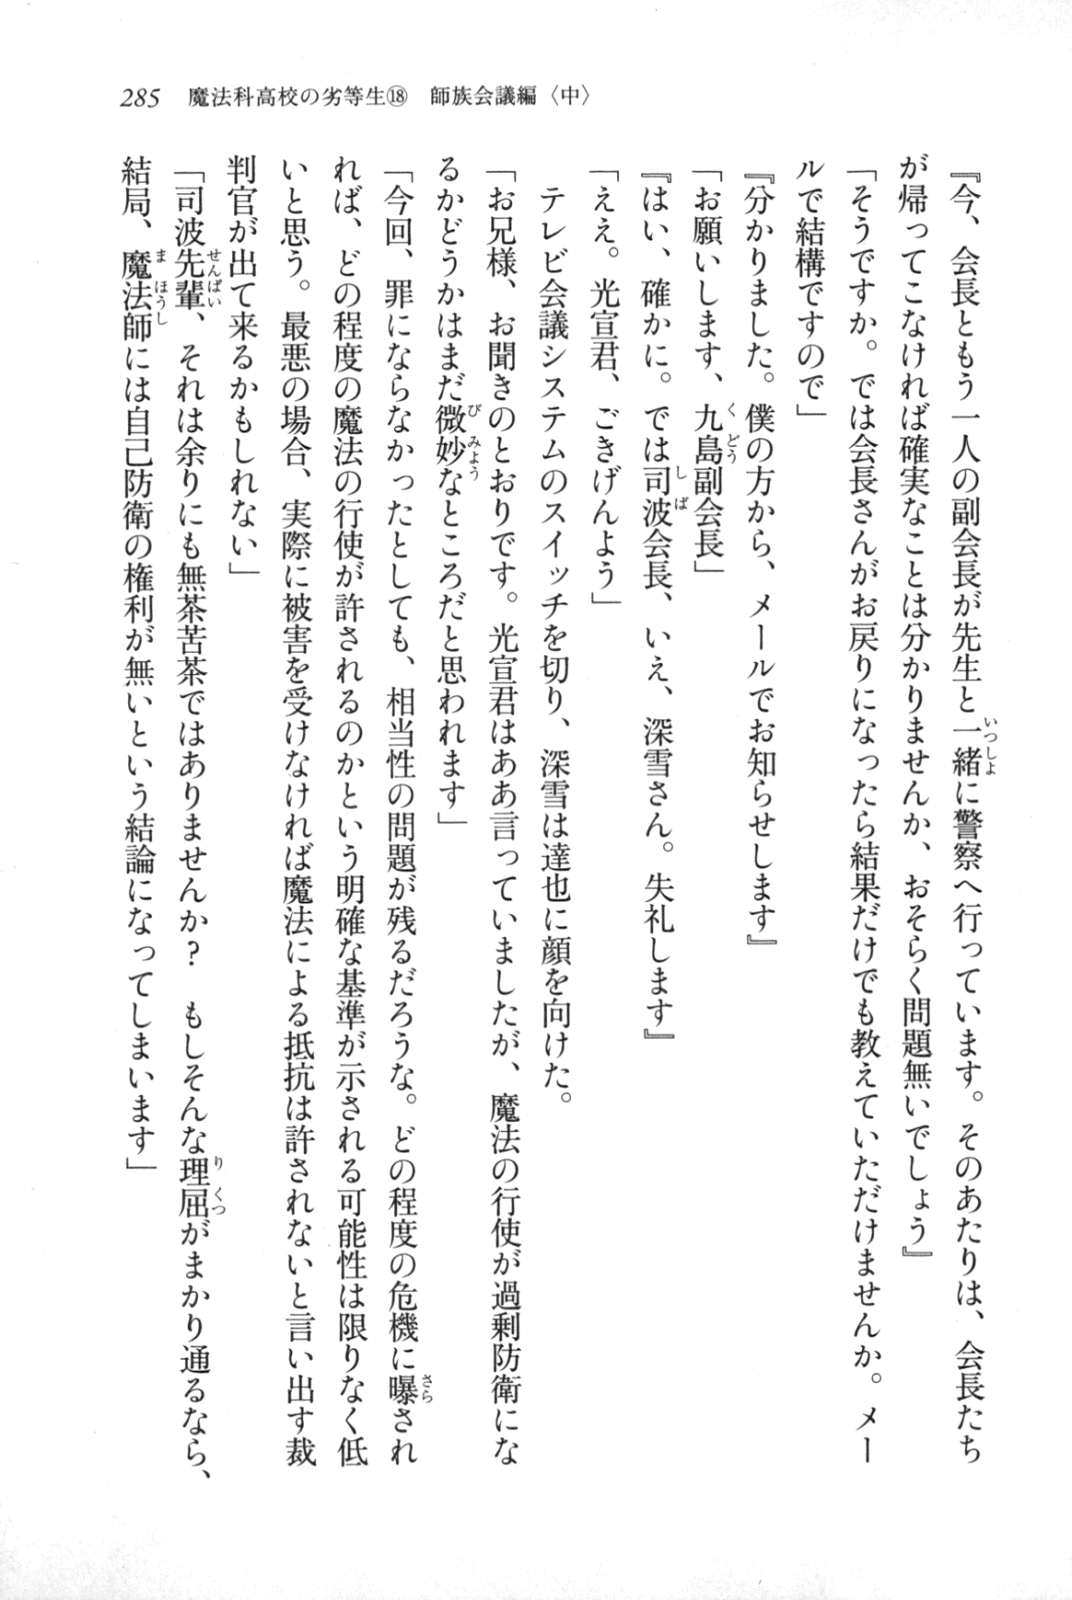 285　魔法科高校の劣等生⑱　師族会議編〈中〉
『今、会長ともう一人の副会長が先生と一緒に警察へ行っています。そのあたりは、会長たち
が帰ってこなければ確実なことは分かりませんか、おそらく問題無いでしょう』
「そうですか。では会長さんがお戻りになったら結果だけでも教えていただけませんか。メー
ルで結構ですので」
『分かりました。僕の方から、メールでお知らせします』
「お願いします、九島副会長」
『はい、確かに。では司波会長、いえ、深雪さん。失礼します』
「ええ。光宣君、ごきげんよう」
　テレビ会議システムのスイッチを切り、深雪は達也に顔を向けた。
「お兄様、お聞きのとおりです。光宣君はああ言っていましたが、魔法の行使が過剰防衛にな
るかどうかはまだ微妙なところだと思われます」
「今回、罪にならなかったとしても、相当性の問題が残るだろうな。どの程度の危機に曝され
れば、どの程度の魔法の行使が許されるのかという明確な基準が示される可能性は限りなく低
いと思う。最悪の場合、実際に被害を受けなければ魔法による抵抗は許されないと言い出す裁
判官が出て来るかもしれない」
「司波先輩、それは余りにも無茶苦茶ではありませんか？　もしそんな理屈がまかり通るなら、
結局、魔法師には自己防衛の権利が無いという結論になってしまいます」